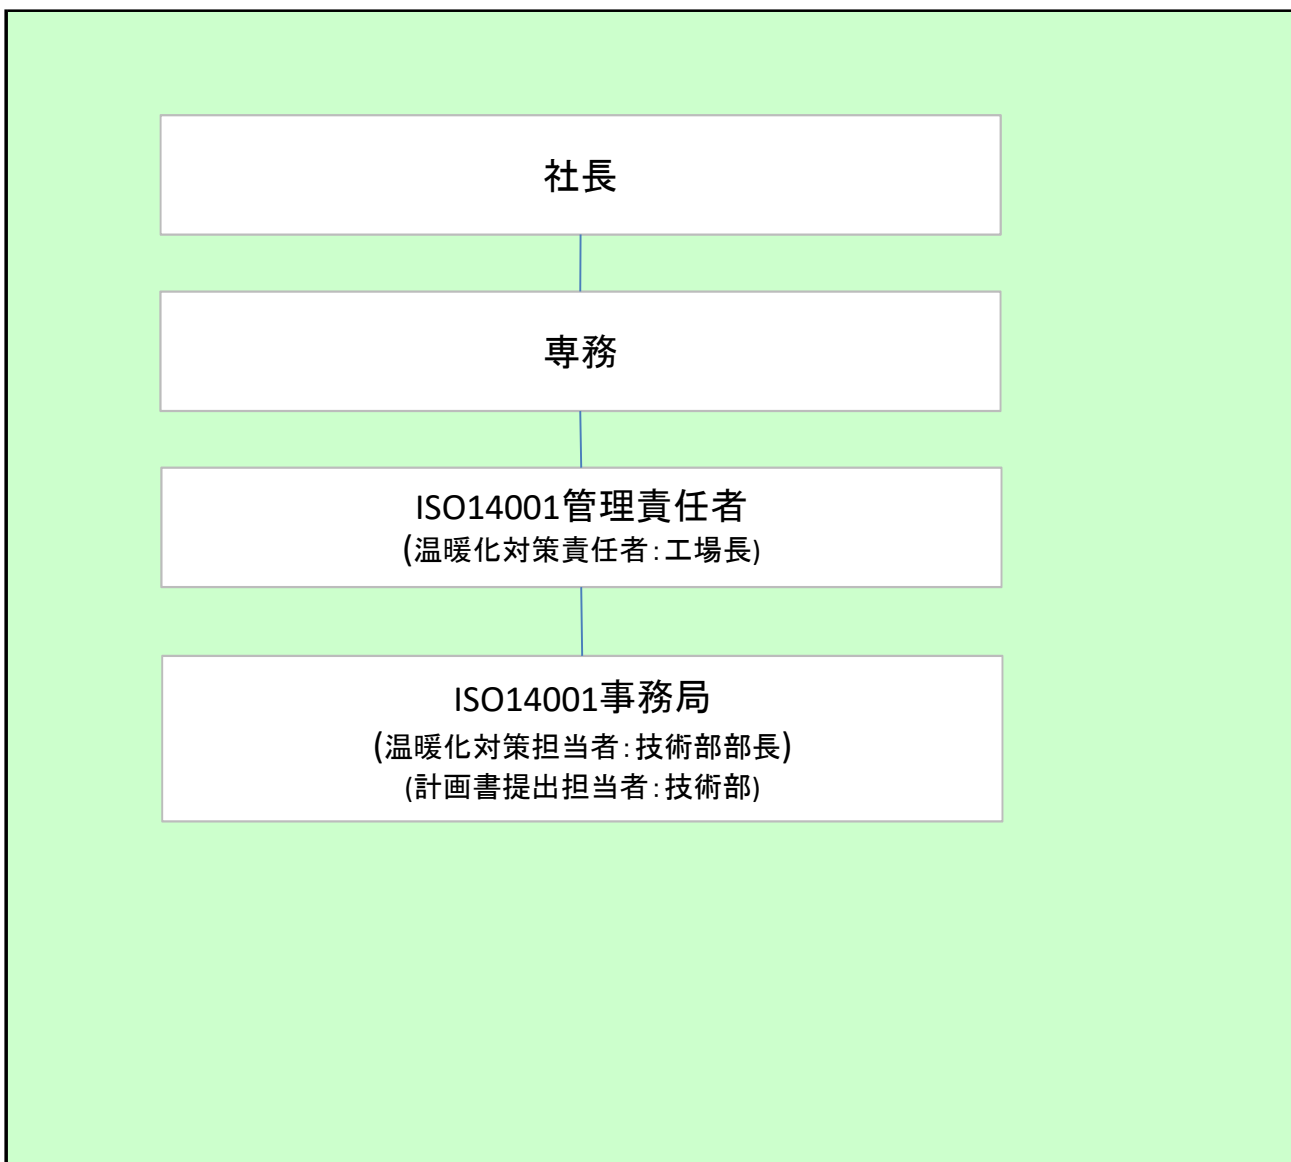 社長
専務
ISO14001管理責任者
(温暖化対策責任者：工場長)
ISO14001事務局
(温暖化対策担当者：技術部部長)
(計画書提出担当者：技術部)